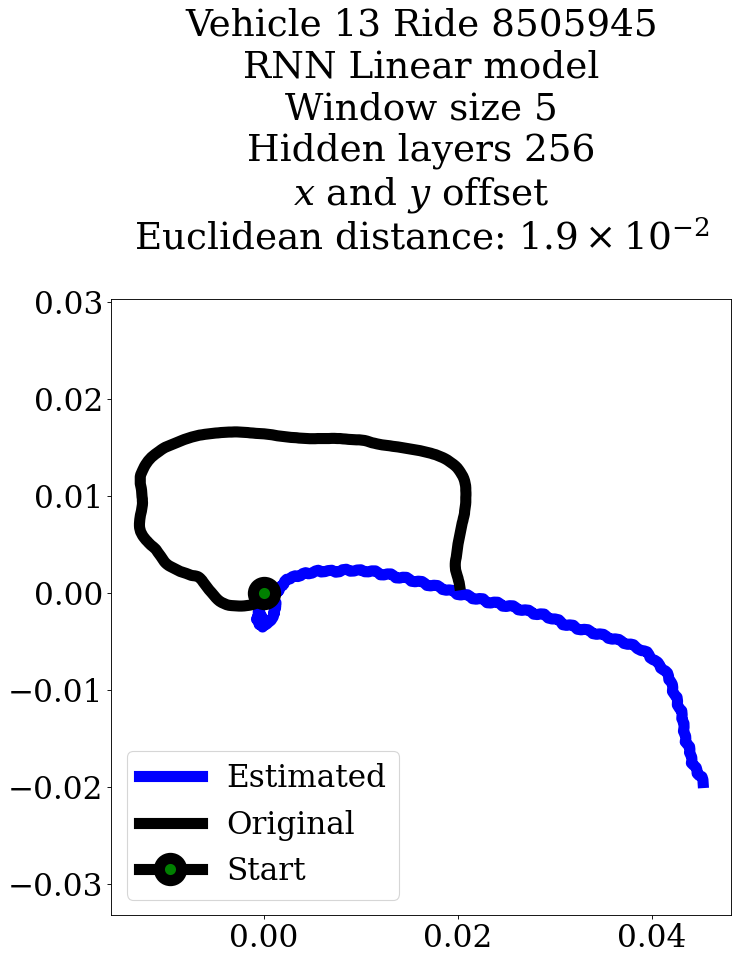 Vehicle 13 Ride 8505945
RNN Linear model
Window size 5
Hidden layers 256
x and y offset
Euclidean distance: 1.9 × 10⁻²
0.03
0.02
0.01
0.00
−0.01
−0.02
−0.03
Estimated
Original
Start
0.00 0.02 0.04